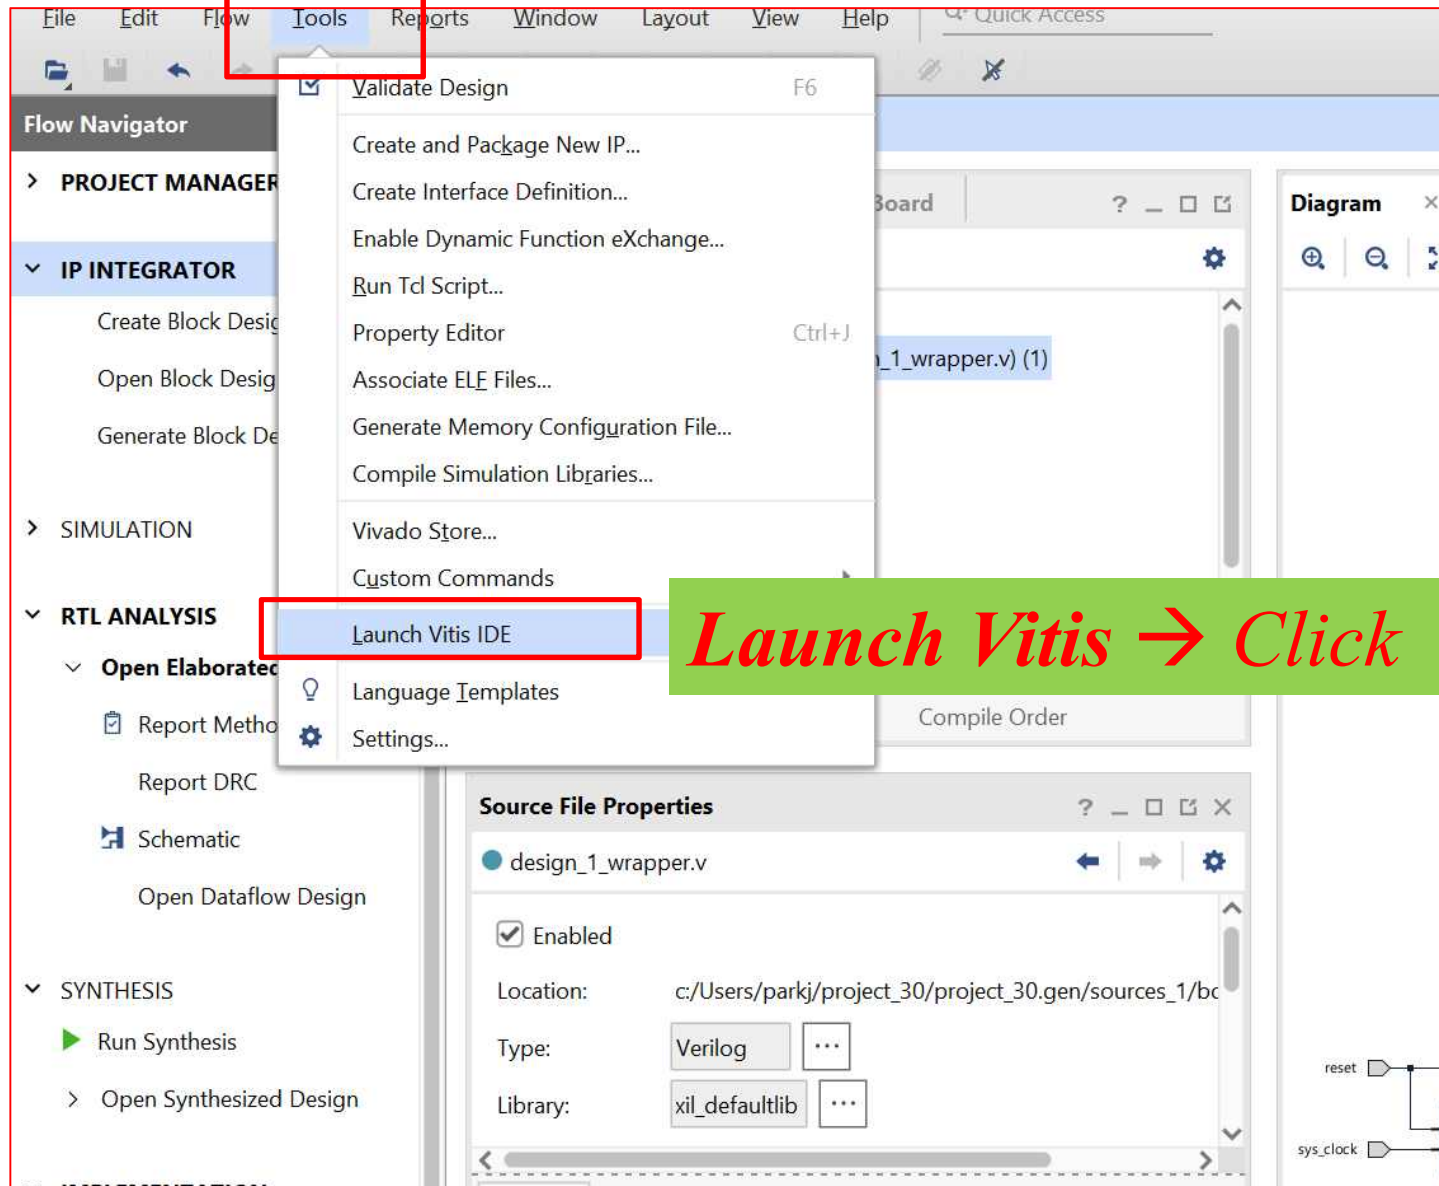 File Edit Flow Tools Reports Window Layout View Help Quick Access
Validate Design F6
Flow Navigator
Create and Package New IP...
PROJECT MANAGER
Create Interface Definition...
Board ? Diagram
Enable Dynamic Function eXchange...
IP INTEGRATOR
Run Tcl Script...
Create Block Desig
Property Editor Ctrl+J
_1_wrapper.v) (1)
Open Block Desig
Associate ELF Files...
Generate Memory Configuration File...
Generate Block De
Compile Simulation Libraries...
SIMULATION
Vivado Store...
Custom Commands
RTL ANALYSIS
Launch Vitis IDE
Launch Vitis → Click
Open Elaborated
Language Templates
Report Metho
Compile Order
Settings...
Report DRC
Source File Properties ?
Schematic
design_1_wrapper.v
Open Dataflow Design
Enabled
SYNTHESIS
Location: c:/Users/parkj/project_30/project_30.gen/sources_1/bd
Run Synthesis
Type: Verilog ...
reset
Open Synthesized Design
Library: xil_defaultlib ...
sys_clock
IMPLEMENTATION